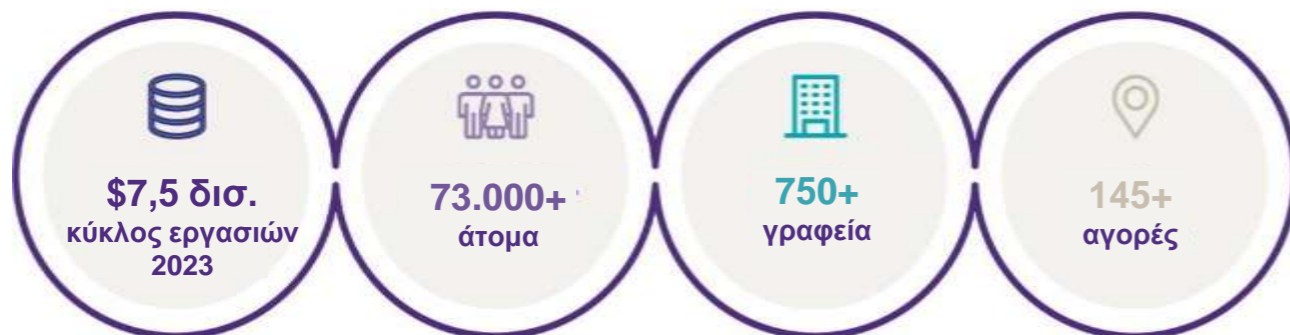 $7,5 δισ.
κύκλος εργασιών
2023
73.000+
άτομα
750+
γραφεία
145+
αγορές